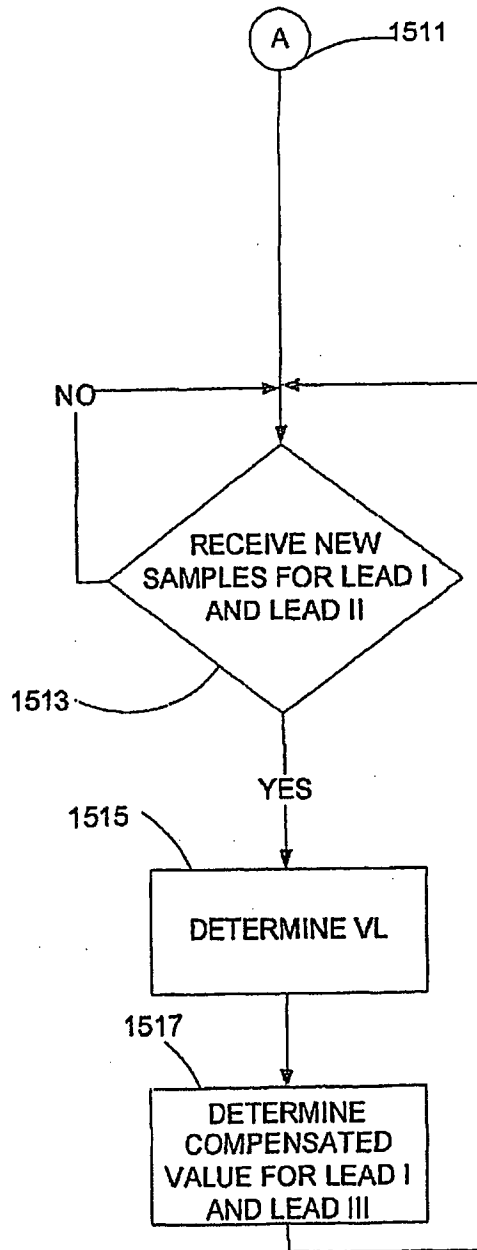 A
1511
NO
RECEIVE NEW
SAMPLES FOR LEAD I
AND LEAD II
1513
YES
1515
DETERMINE VL
1517
DETERMINE
COMPENSATED
VALUE FOR LEAD I
AND LEAD III